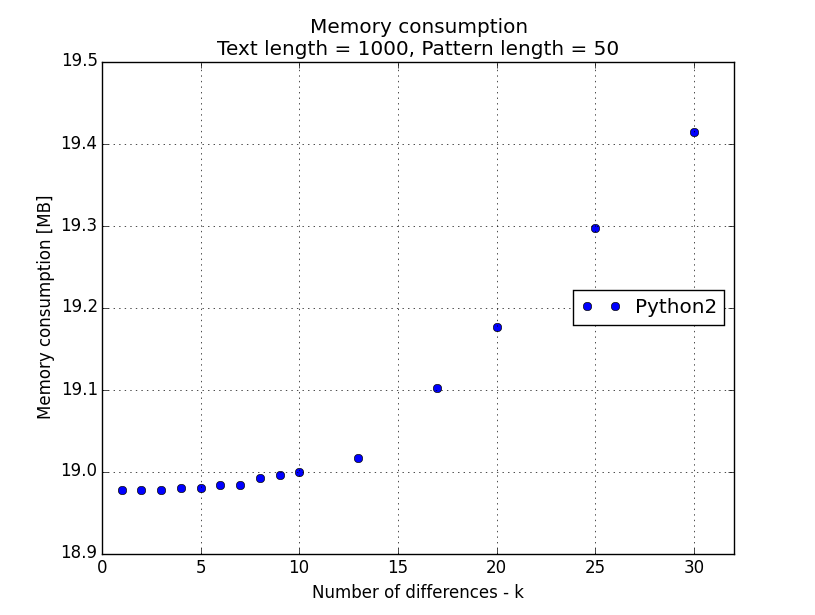 Memory consumption
Text length = 1000, Pattern length = 50
19.5
19.4
19.3
19.2
19.1
19.0
18.9
Memory consumption [MB]
Python2
0 5 10 15 20 25 30
Number of differences - k